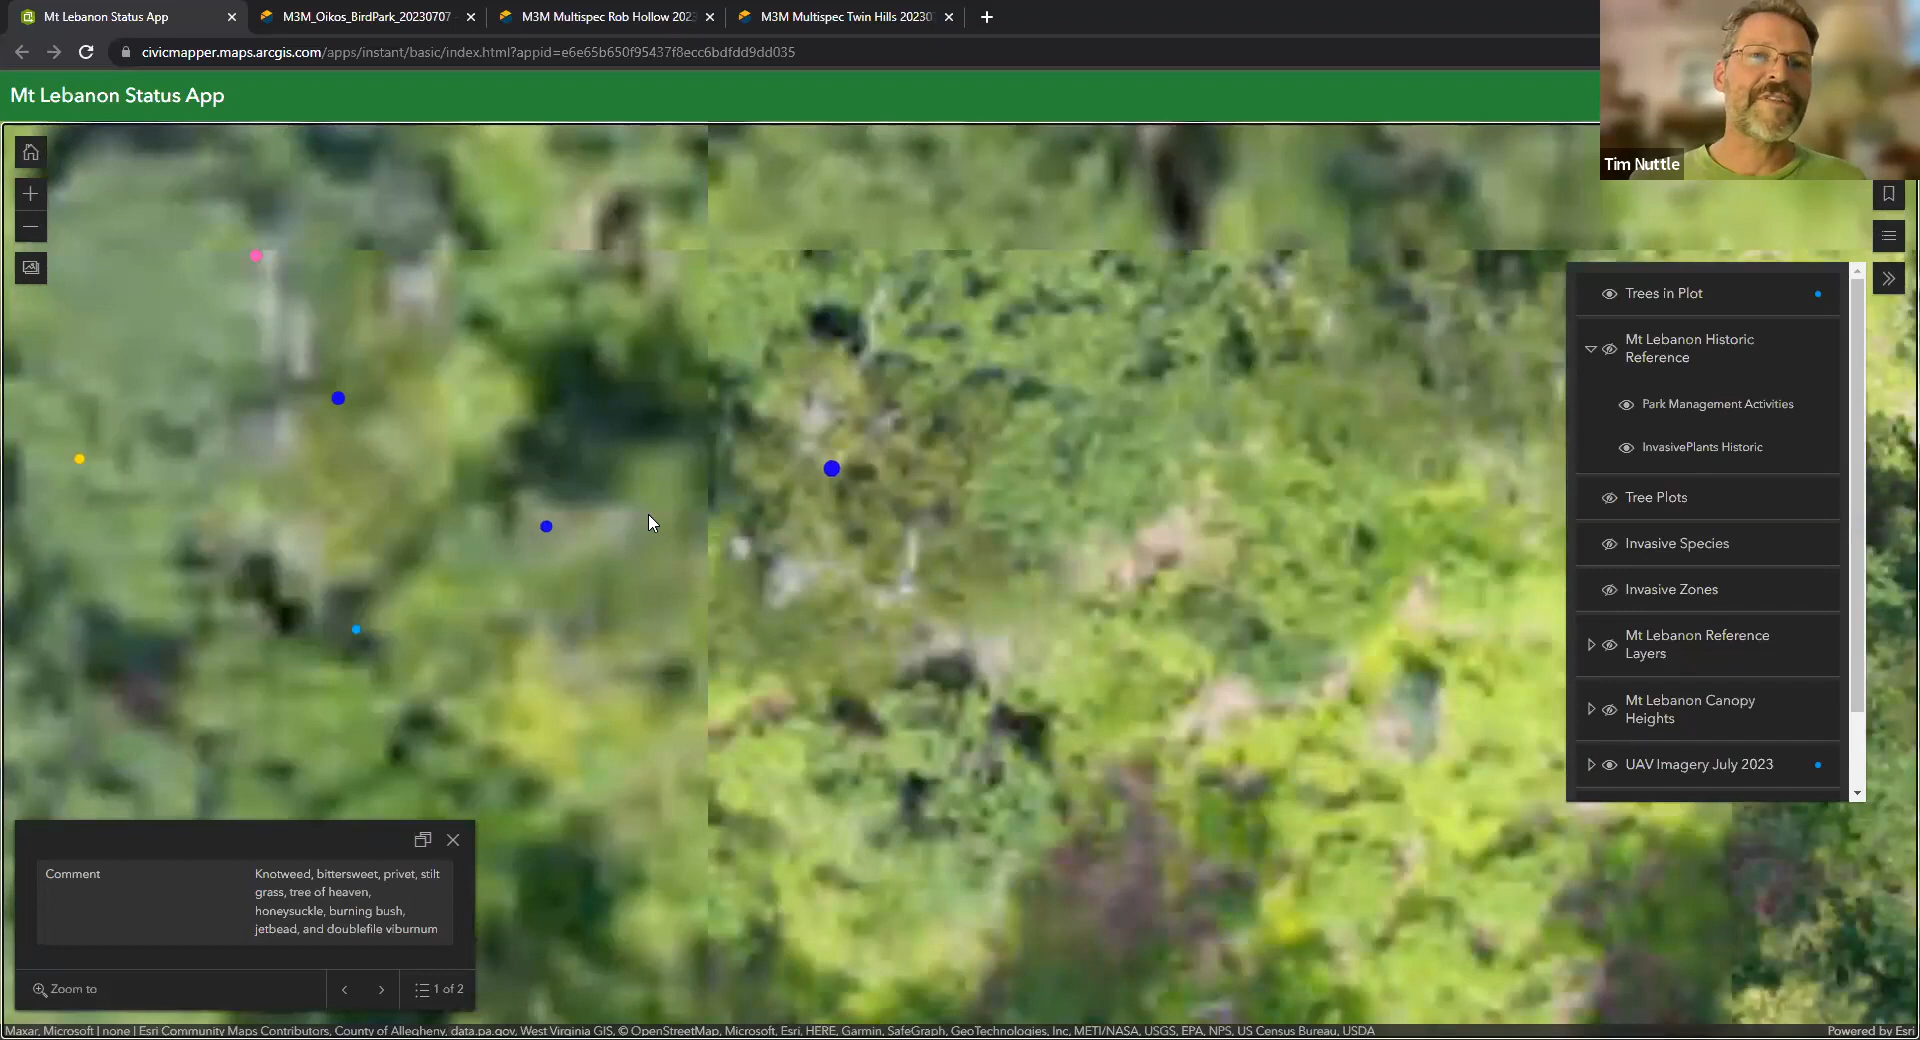 Mt Lebanon Status App
M3M_Oikos_BirdPark_20230707
M3M Multispec Rob Hollow 2023
M3M Multispec Twin Hills 20230
civicmapper.maps.arcgis.com/apps/instant/basic/index.html?appid=e6e65b650f95437f8ecc6bdfdd9dd035
Mt Lebanon Status App
Tim Nuttle
Trees in Plot
Mt Lebanon Historic
Reference
Park Management Activities
InvasivePlants Historic
Tree Plots
Invasive Species
Invasive Zones
Mt Lebanon Reference
Layers
Mt Lebanon Canopy
Heights
UAV Imagery July 2023
Comment
Knotweed, bittersweet, privet, stilt
grass, tree of heaven,
honeysuckle, burning bush,
jetbead, and doublefile viburnum
Zoom to
1 of 2
Maxar, Microsoft | none | Esri Community Maps Contributors, County of Allegheny, data.pa.gov, West Virginia GIS, © OpenStreetMap, Microsoft, Esri, HERE, Garmin, SafeGraph, GeoTechnologies, Inc, METI/NASA, USGS, EPA, NPS, US Census Bureau, USDA
Powered by Esri